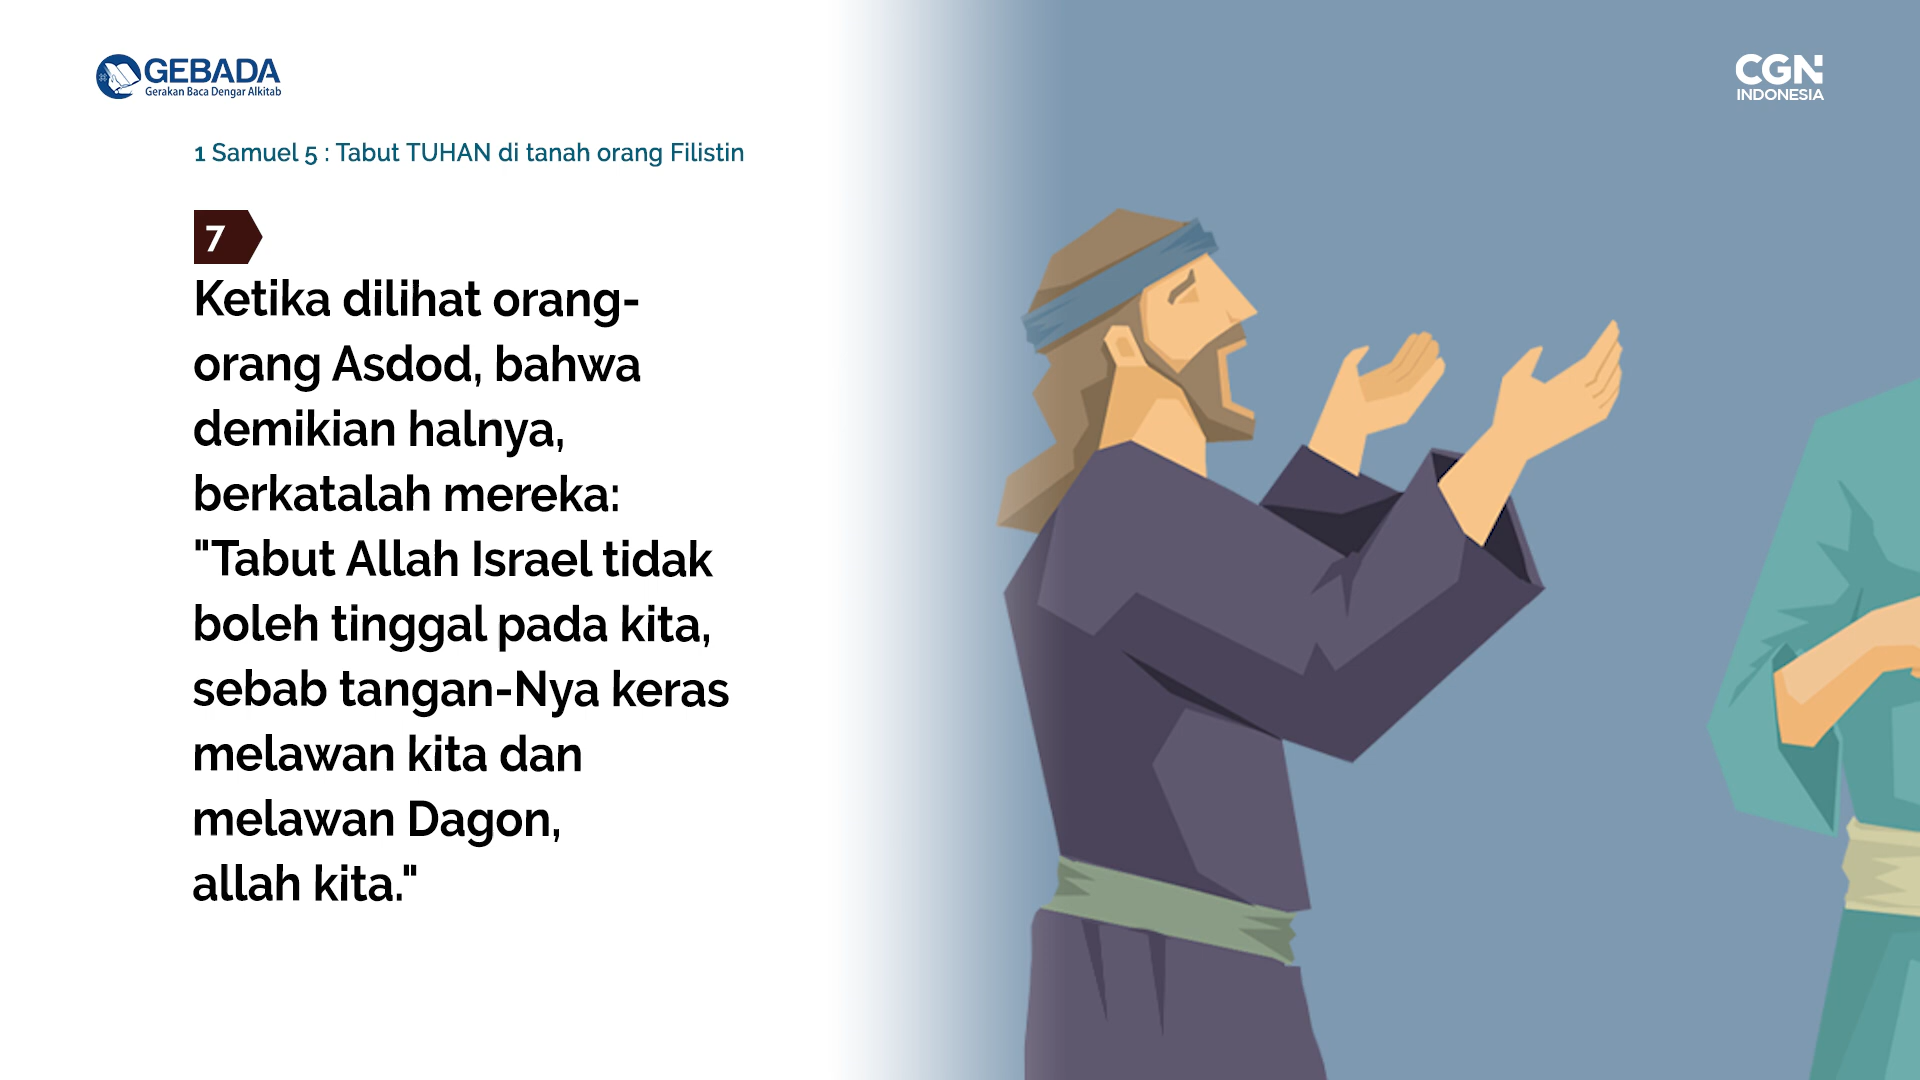 GEBADA
Gerakan Baca Dengar Alkitab
CGN
INDONESIA
1 Samuel 5 : Tabut TUHAN di tanah orang Filistin
7
Ketika dilihat orang-
orang Asdod, bahwa
demikian halnya,
berkatalah mereka:
"Tabut Allah Israel tidak
boleh tinggal pada kita,
sebab tangan-Nya keras
melawan kita dan
melawan Dagon,
allah kita."